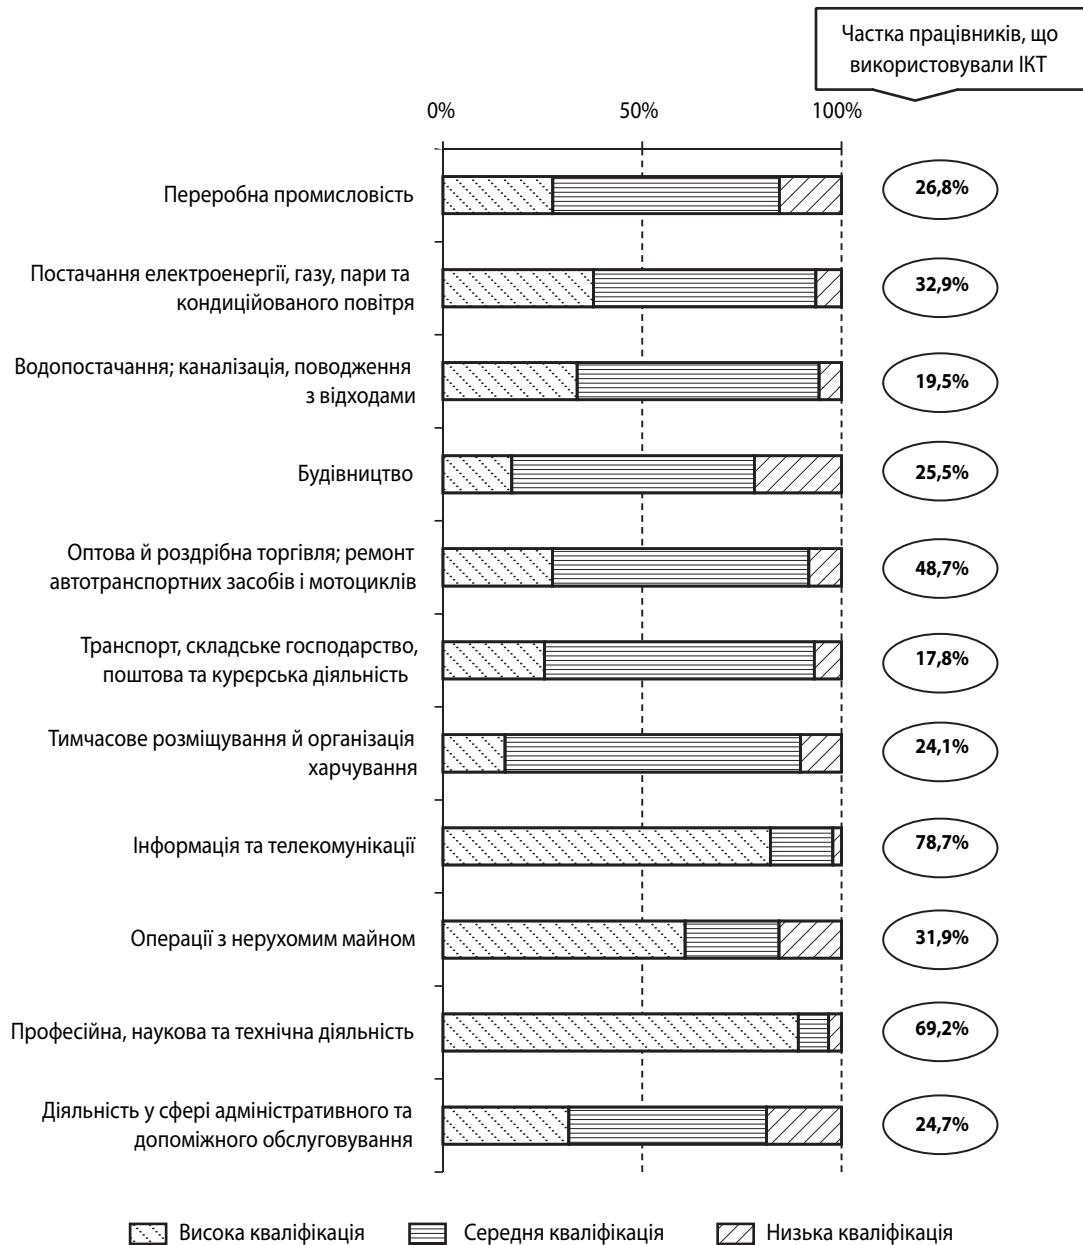 Частка працівників, що
використовували ІКТ
0%
50%
100%
Переробна промисловість
26,8%
Постачання електроенергії, газу, пари та
кондиційованого повітря
32,9%
Водопостачання; каналізація, поводження
з відходами
19,5%
Будівництво
25,5%
Оптова й роздрібна торгівля; ремонт
автотранспортних засобів і мотоциклів
48,7%
Транспорт, складське господарство,
поштова та курєрська діяльність
17,8%
Тимчасове розміщування й організація
харчування
24,1%
Інформація та телекомунікації
78,7%
Операції з нерухомим майном
31,9%
Професійна, наукова та технічна діяльність
69,2%
Діяльність у сфері адміністративного та
допоміжного обслуговування
24,7%
Висока кваліфікація
Середня кваліфікація
Низька кваліфікація